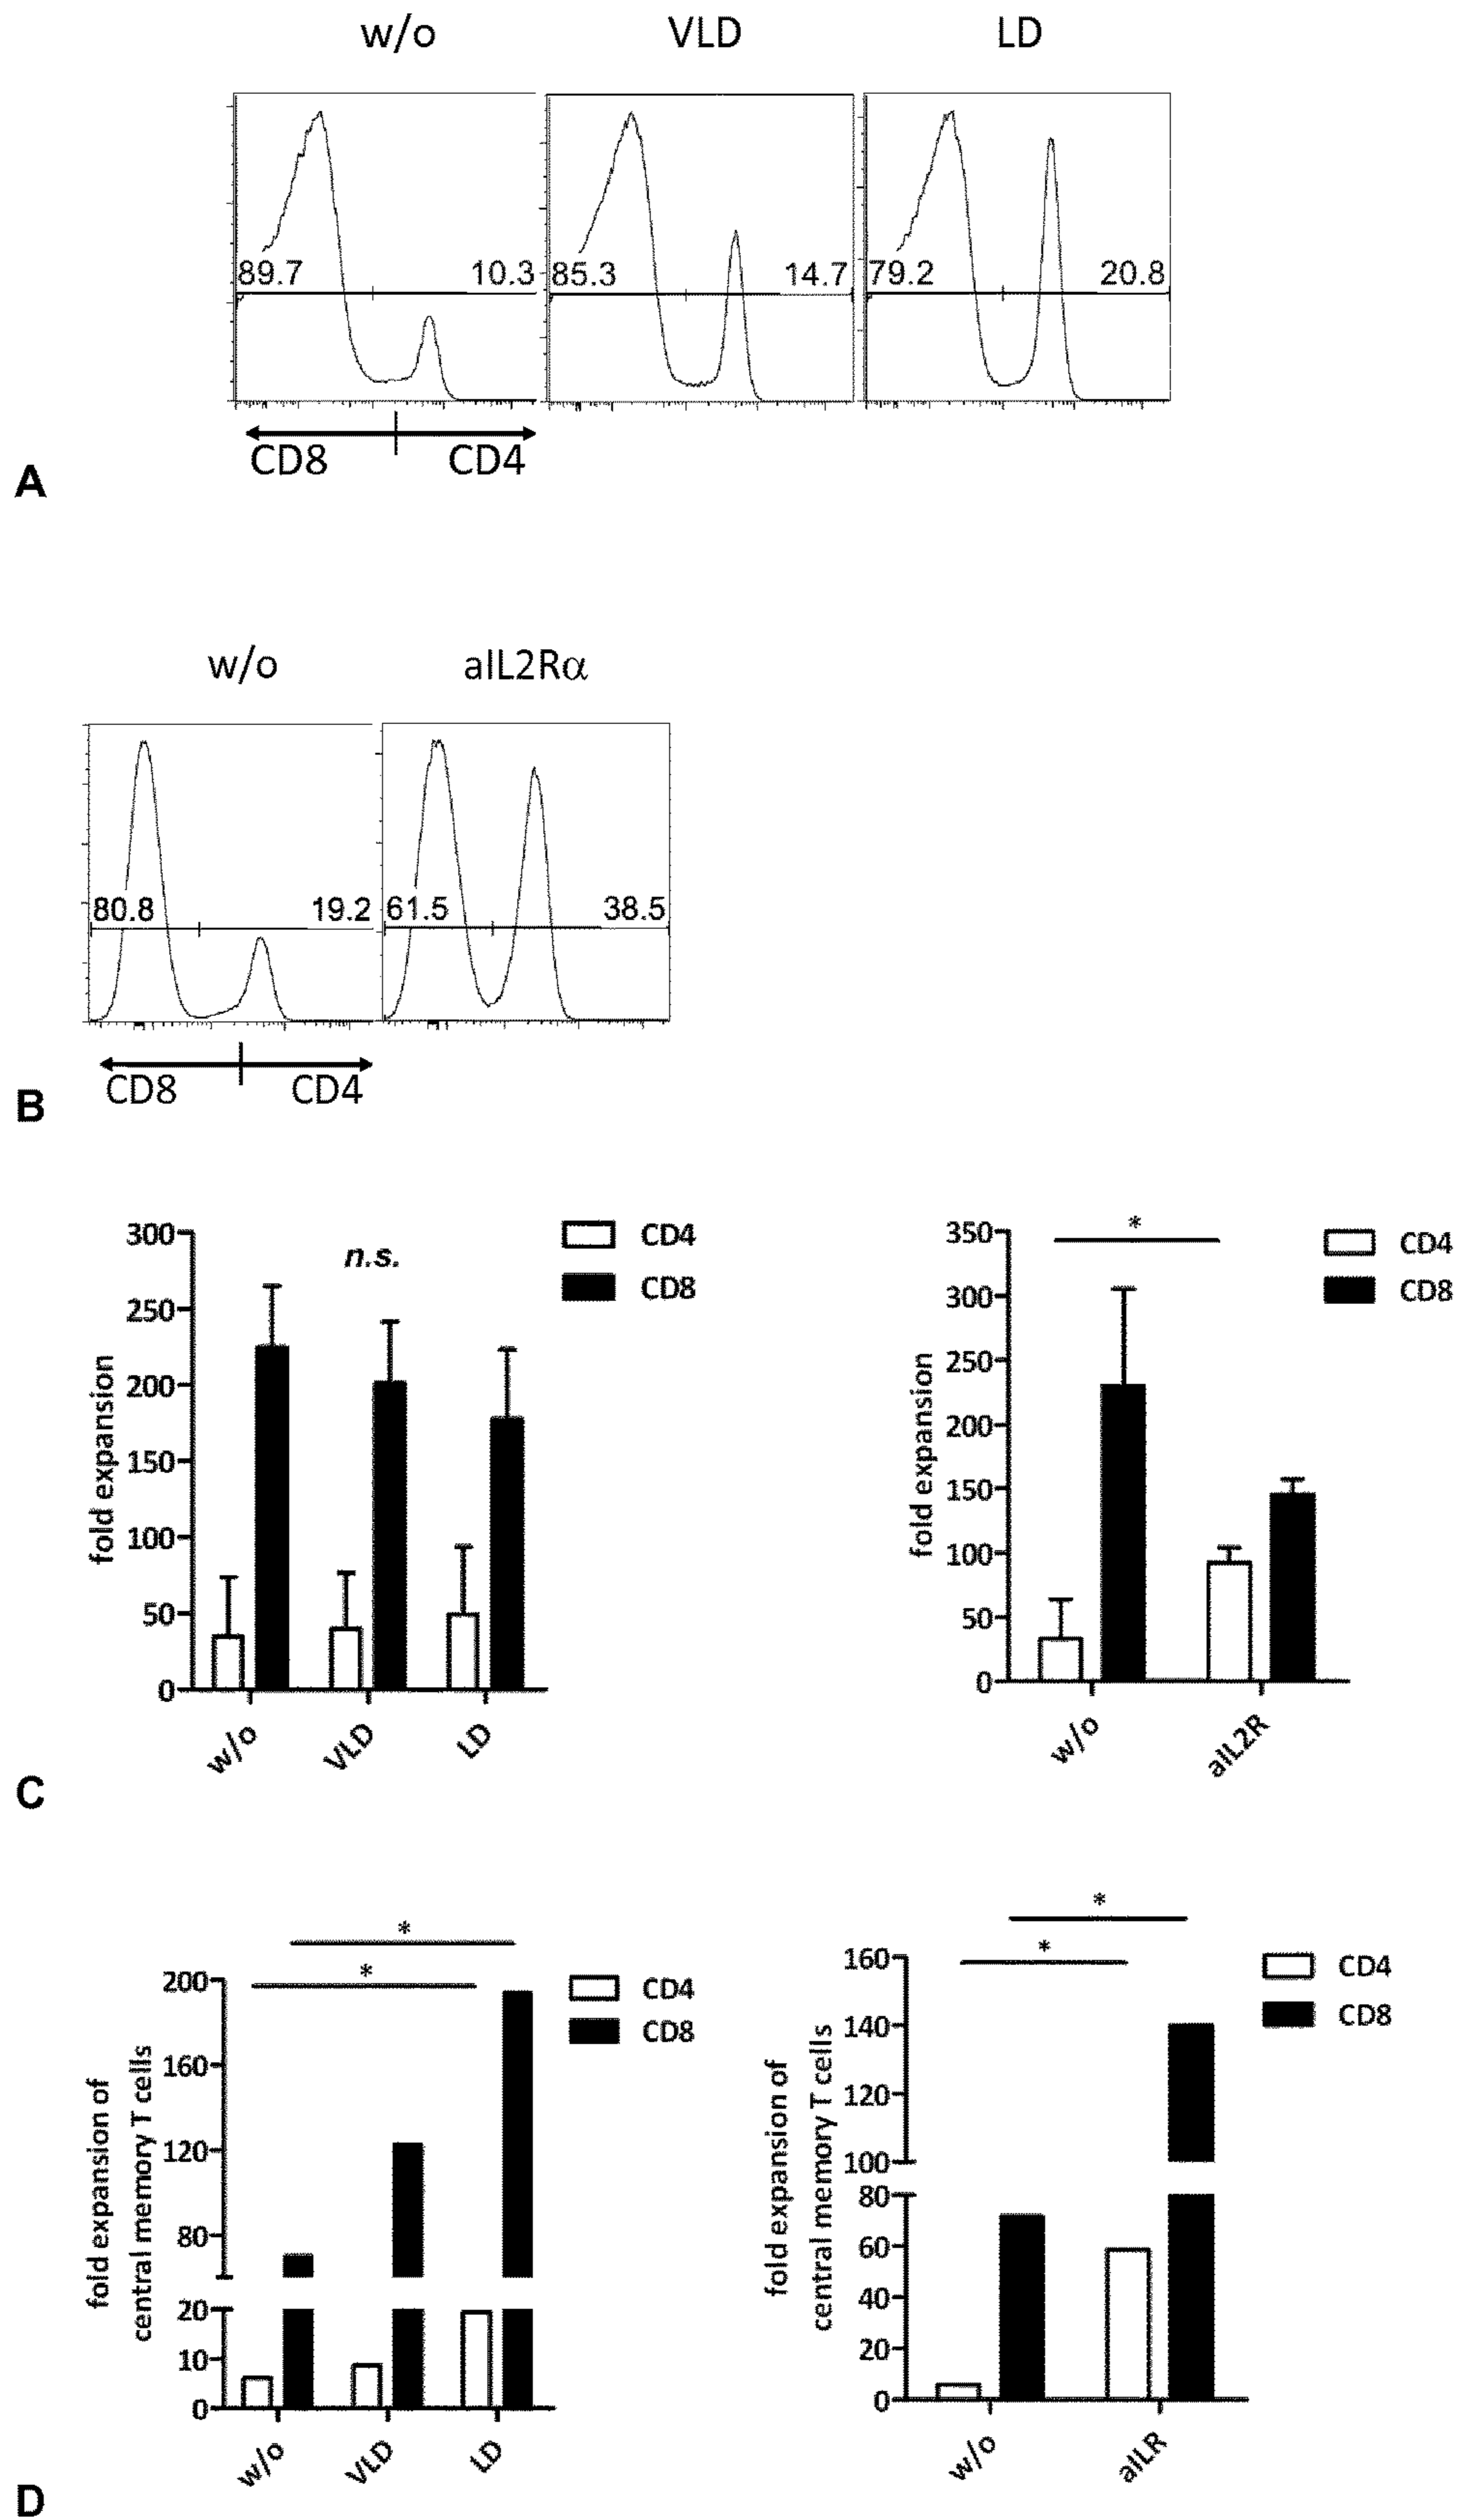 w/o VLD LD
89.7 10.3 85.3 14.7 79.2 20.8
CD8 CD4
A
w/o aIL2Rα
80.8 19.2 61.5 38.5
CD8 CD4
B
300
250
200
150
100
50
0
fold expansion
n.s.
CD4
CD8
w/o VLD LD
350
300
250
200
150
100
50
0
fold expansion
*
CD4
CD8
w/o aIL2R
C
200
160
120
80
20
10
0
fold expansion of
central memory T cells
*
*
CD4
CD8
w/o VLD LD
160
140
120
100
80
60
40
20
0
fold expansion of
central memory T cells
*
*
CD4
CD8
w/o aILR
D